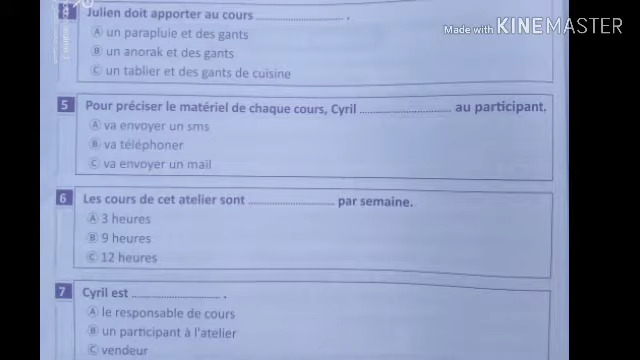 Made with KINEMASTER
Julien doit apporter au cours .................... .
A un parapluie et des gants
B un anorak et des gants
C un tablier et des gants de cuisine
5 Pour préciser le matériel de chaque cours, Cyril .................... au participant.
A va envoyer un sms
B va téléphoner
C va envoyer un mail
6 Les cours de cet atelier sont .................... par semaine.
A 3 heures
B 9 heures
C 12 heures
7 Cyril est .................... .
A le responsable de cours
B un participant à l'atelier
C vendeur